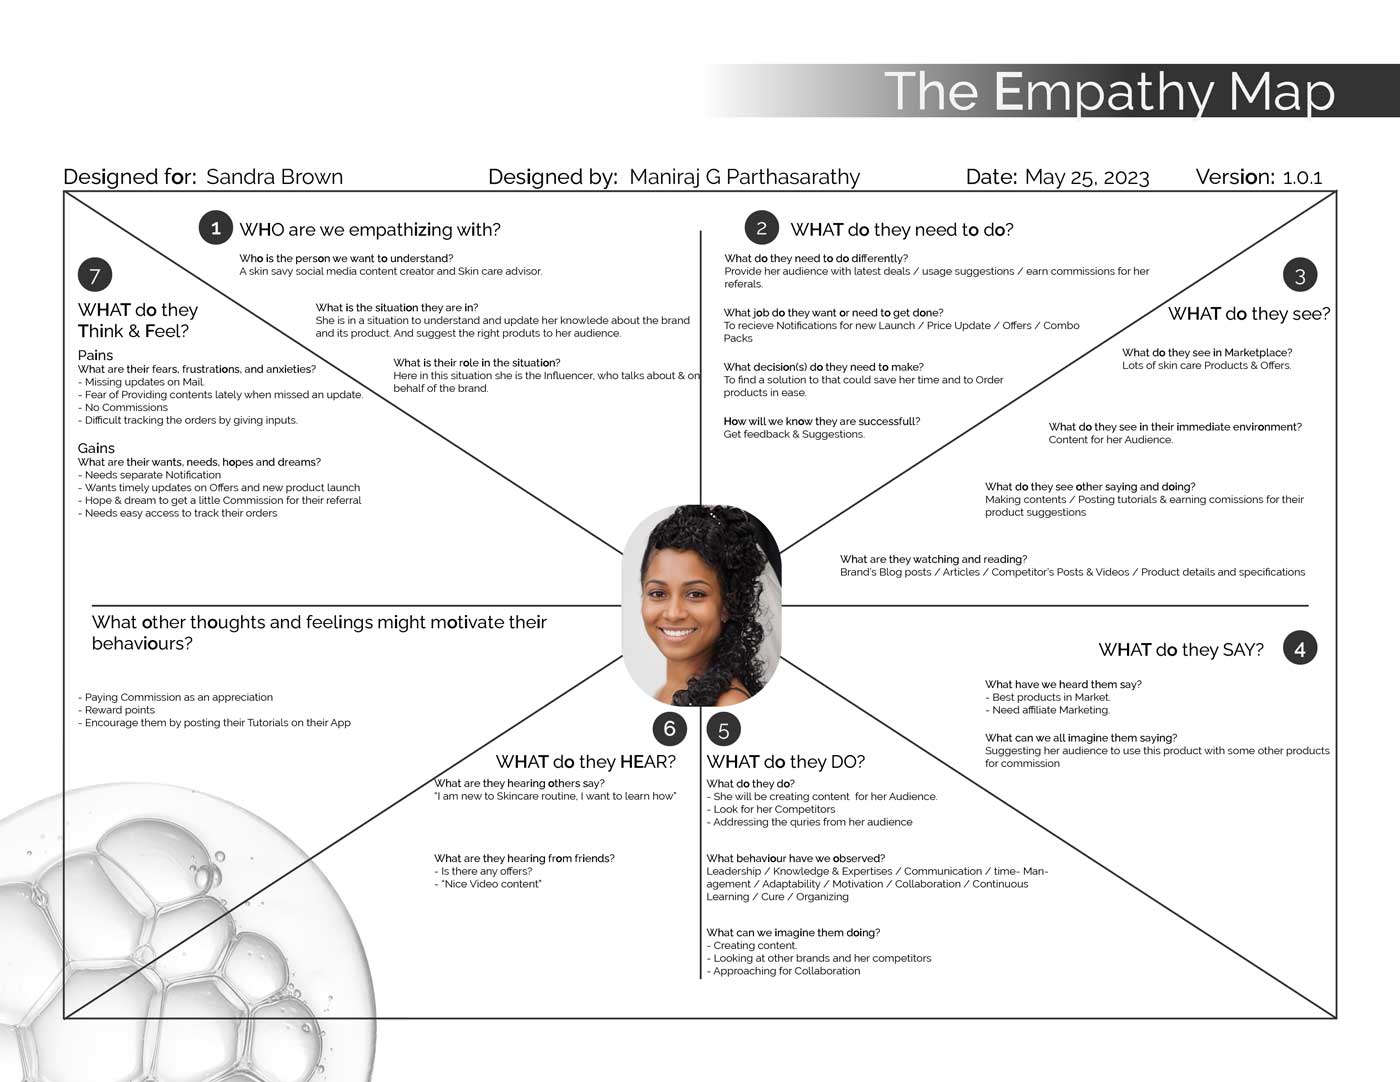 The Empathy Map
Designed for: Sandra Brown
Designed by: Maniraj G Parthasarathy
Date: May 25, 2023
Version: 1.0.1
1
WHO are we empathizing with?
Who is the person we want to understand?
A skin savy social media content creator and Skin care advisor.
What is the situation they are in?
She is in a situation to understand and update her knowlede about the brand
and its product. And suggest the right produts to her audience.
What is their role in the situation?
Here in this situation she is the Influencer, who talks about & on
behalf of the brand.
2
WHAT do they need to do?
What do they need to do differently?
Provide her audience with latest deals / usage suggestions / earn commissions for her
referals.
What job do they want or need to get done?
To recieve Notifications for new Launch / Price Update / Offers / Combo
Packs
What decision(s) do they need to make?
To find a solution to that could save her time and to Order
products in ease.
How will we know they are successfull?
Get feedback & Suggestions.
3
WHAT do they see?
What do they see in Marketplace?
Lots of skin care Products & Offers.
What do they see in their immediate environment?
Content for her Audience.
What do they see other saying and doing?
Making contents / Posting tutorials & earning comissions for their
product suggestions
What are they watching and reading?
Brand's Blog posts / Articles / Competitor's Posts & Videos / Product details and specifications
4
WHAT do they SAY?
What have we heard them say?
- Best products in Market.
- Need affiliate Marketing.
What can we all imagine them saying?
Suggesting her audience to use this product with some other products
for commission
5
WHAT do they DO?
What do they do?
- She will be creating content for her Audience.
- Look for her Competitors
- Addressing the quries from her audience
What behaviour have we observed?
Leadership / Knowledge & Expertises / Communication / time- Man-
agement / Adaptability / Motivation / Collaboration / Continuous
Learning / Cure / Organizing
What can we imagine them doing?
- Creating content.
- Looking at other brands and her competitors
- Approaching for Collaboration
6
WHAT do they HEAR?
What are they hearing others say?
"I am new to Skincare routine, I want to learn how"
What are they hearing from friends?
- Is there any offers?
- "Nice Video content"
7
WHAT do they
Think & Feel?
Pains
What are their fears, frustrations, and anxieties?
- Missing updates on Mail.
- Fear of Providing contents lately when missed an update.
- No Commissions
- Difficult tracking the orders by giving inputs.
Gains
What are their wants, needs, hopes and dreams?
- Needs separate Notification
- Wants timely updates on Offers and new product launch
- Hope & dream to get a little Commission for their referral
- Needs easy access to track their orders
What other thoughts and feelings might motivate their
behaviours?
- Paying Commission as an appreciation
- Reward points
- Encourage them by posting their Tutorials on their App